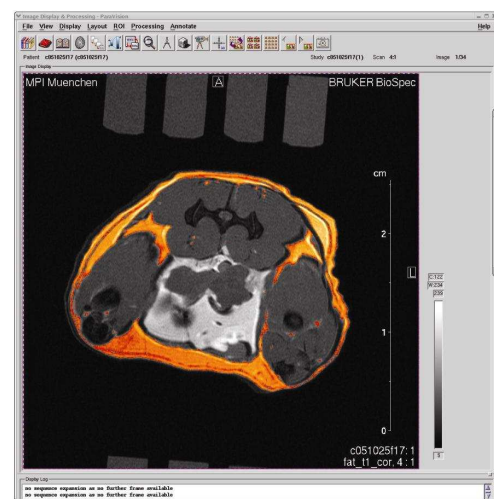 Image Display & Processing - ParaVision
File View Display Layout ROI Processing Annotate Help
Patient c051025f17 (c051025f17) Study c051025f17(1) Scan 4:1 Image 1/34
Image Display
MPI Muenchen A BRUKER BioSpec
cm
2
L
C:122
W:234
239
1
0
c051025f17: 1
fat_t1_cor, 4 : 1
Display Log
no sequence expansion as no further frame available
no sequence expansion as no further frame available